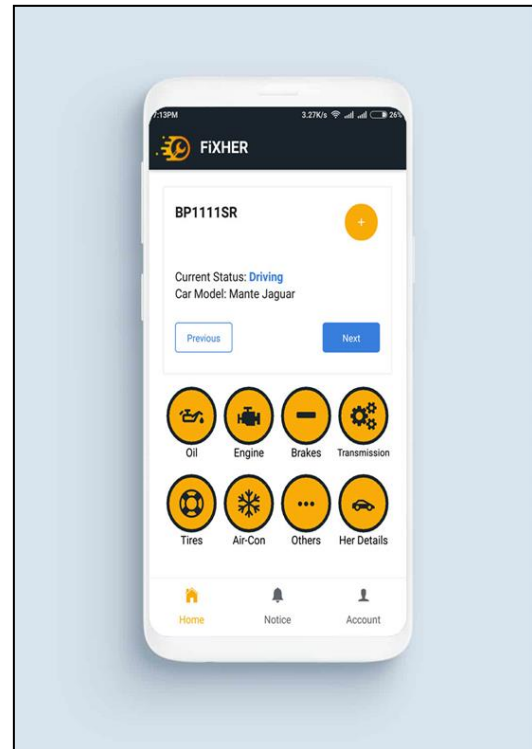 7:13PM 3.27K/s 26%
FiXHER
BP1111SR
+
Current Status: Driving
Car Model: Mante Jaguar
Previous Next
Oil Engine Brakes Transmission
Tires Air-Con Others Her Details
Home Notice Account